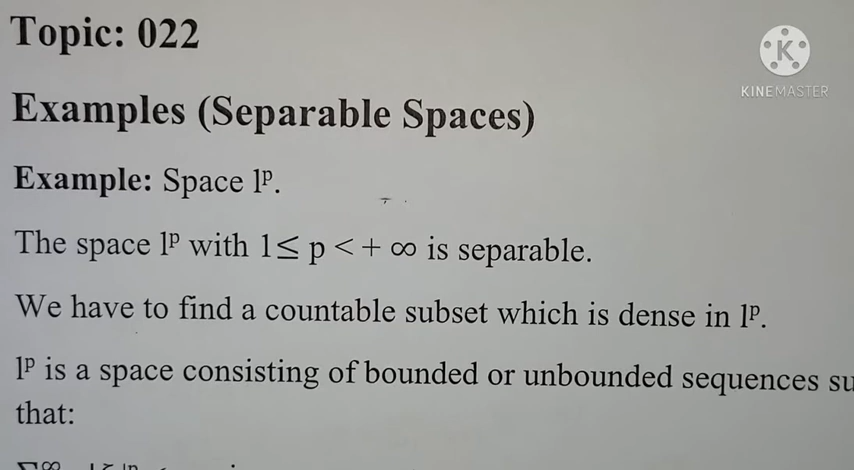 Topic: 022
K
KINEMASTER
Examples (Separable Spaces)
Example: Space lᵖ.
The space lᵖ with 1≤ p < + ∞ is separable.
We have to find a countable subset which is dense in lᵖ.
lᵖ is a space consisting of bounded or unbounded sequences su
that: